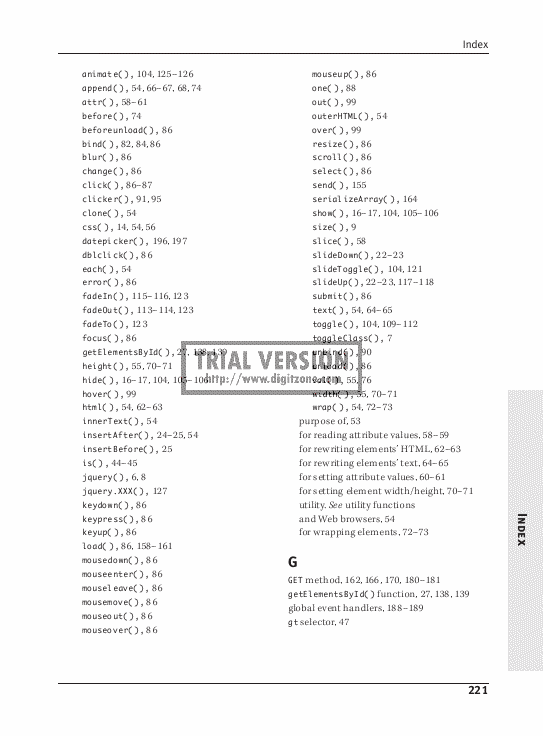 Index
animate(), 104, 125–126
append(), 54, 66–67, 68, 74
attr(), 58–61
before(), 74
beforeunload(), 86
bind(), 82, 84, 86
blur(), 86
change(), 86
click(), 86–87
clicker(), 91, 95
clone(), 54
css(), 14, 54, 56
datepicker(), 196, 197
dblclick(), 86
each(), 54
error(), 86
fadeIn(), 115–116, 123
fadeOut(), 113–114, 123
fadeTo(), 123
focus(), 86
getElementsById(), 27, 138, 139
height(), 55, 70–71
hide(), 16–17, 104, 105–106
hover(), 99
html(), 54, 62–63
innerText(), 54
insertAfter(), 24–25, 54
insertBefore(), 25
is(), 44–45
jquery(), 6, 8
jquery.XXX(), 127
keydown(), 86
keypress(), 86
keyup(), 86
load(), 86, 158–161
mousedown(), 86
mouseenter(), 86
mouseleave(), 86
mousemove(), 86
mouseout(), 86
mouseover(), 86
mouseup(), 86
one(), 88
out(), 99
outerHTML(), 54
over(), 99
resize(), 86
scroll(), 86
select(), 86
send(), 155
serializeArray(), 164
show(), 16–17, 104, 105–106
size(), 9
slice(), 58
slideDown(), 22–23
slideToggle(), 104, 121
slideUp(), 22–23, 117–118
submit(), 86
text(), 54, 64–65
toggle(), 104, 109–112
toggleClass(), 7
unbind(), 90
unload(), 86
val(), 55, 76
width(), 55, 70–71
wrap(), 54, 72–73
purpose of, 53
for reading attribute values, 58–59
for rewriting elements' HTML, 62–63
for rewriting elements' text, 64–65
for setting attribute values, 60–61
for setting element width/height, 70–71
utility. See utility functions
and Web browsers, 54
for wrapping elements, 72–73
G
GET method, 162, 166, 170, 180–181
getElementsById() function, 27, 138, 139
global event handlers, 188–189
gt selector, 47
TRIAL VERSION
http://www.digitzone.com
INDEX
221